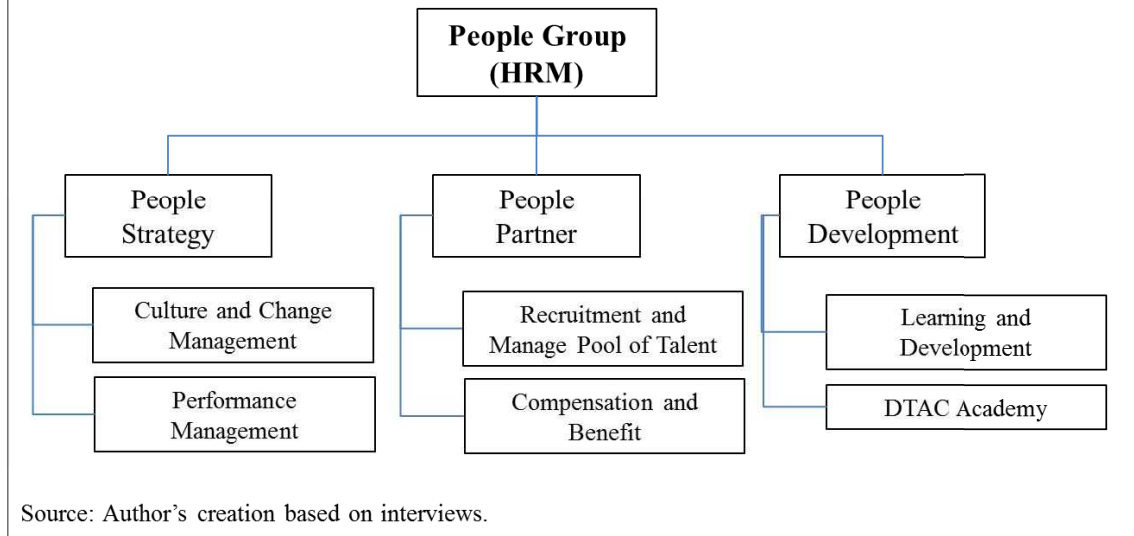 People Group
(HRM)
People
Strategy
Culture and Change
Management
Performance
Management
People
Partner
Recruitment and
Manage Pool of Talent
Compensation and
Benefit
People
Development
Learning and
Development
DTAC Academy
Source: Author’s creation based on interviews.